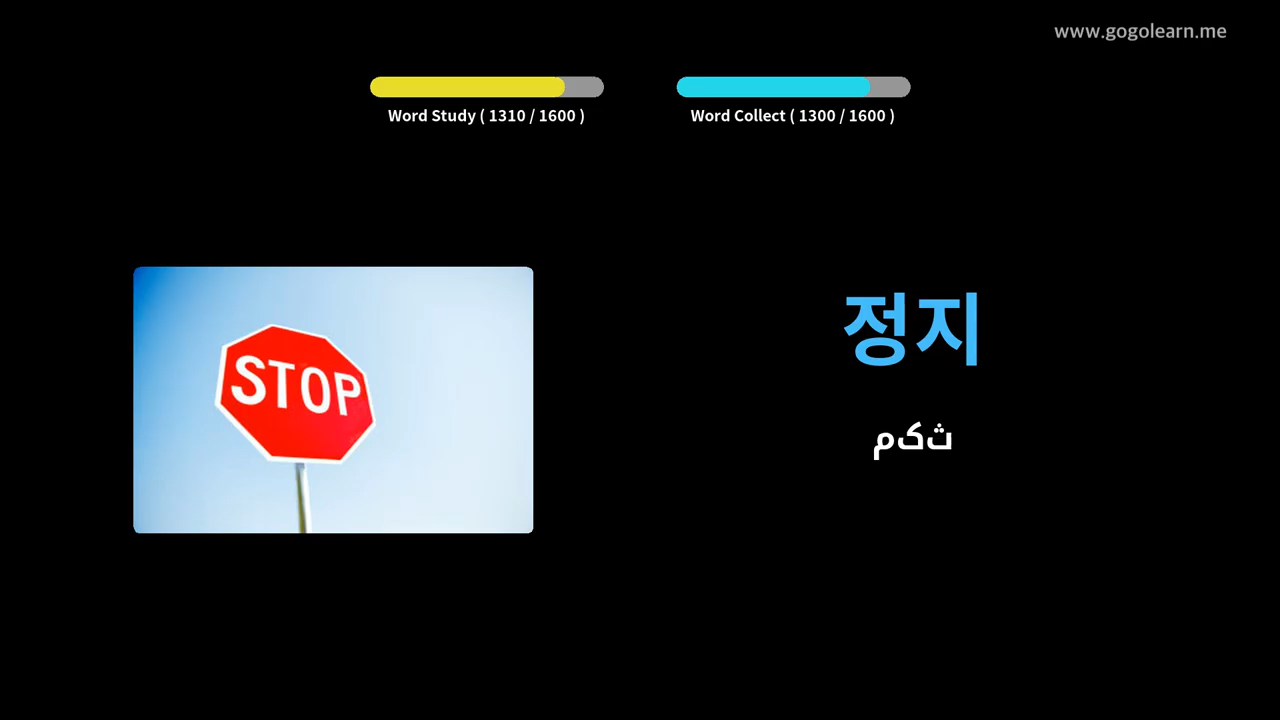 www.gogolearn.me
Word Study ( 1310 / 1600 )
Word Collect ( 1300 / 1600 )
STOP
정지
ثکم